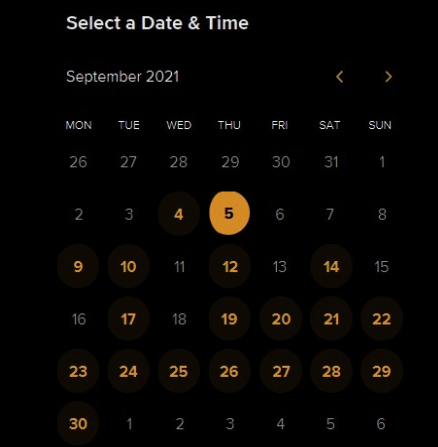 Select a Date & Time
September 2021
MON TUE WED THU FRI SAT SUN
26 27 28 29 30 31 1
2 3 4 5 6 7 8
9 10 11 12 13 14 15
16 17 18 19 20 21 22
23 24 25 26 27 28 29
30 1 2 3 4 5 6